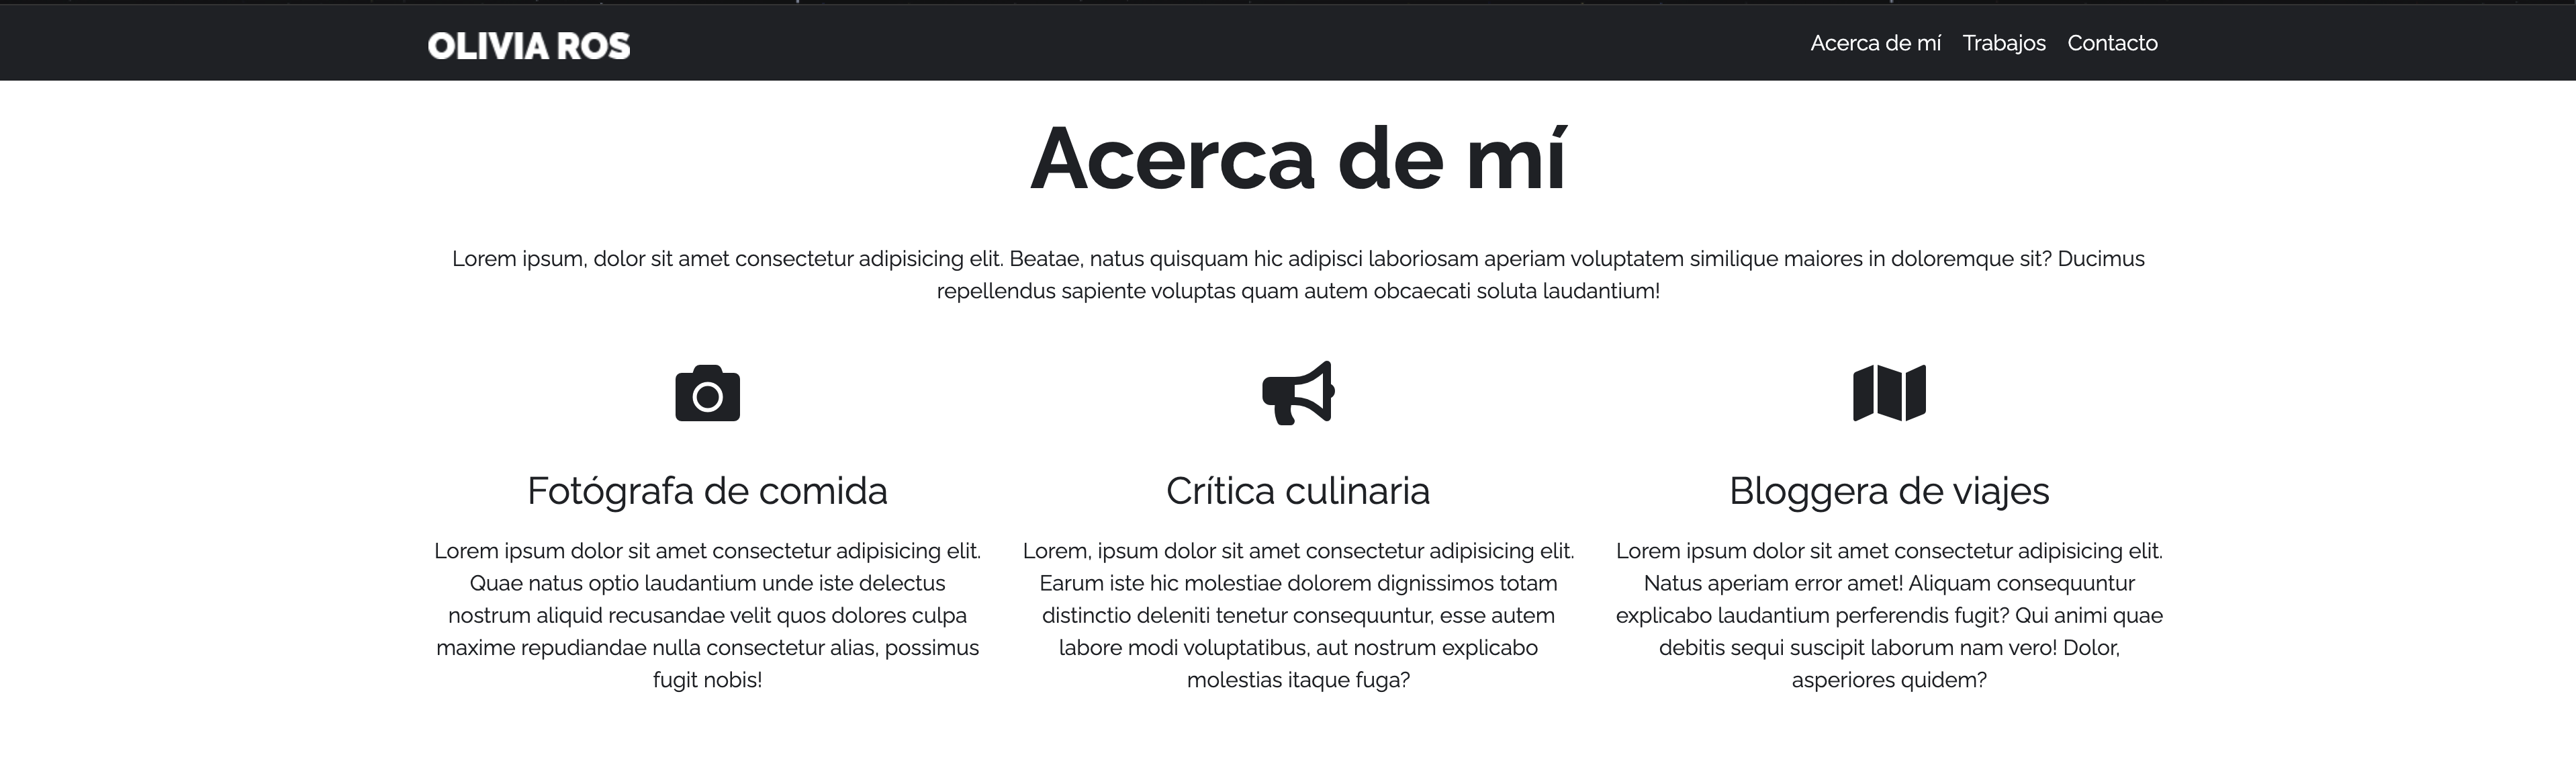 OLIVIA ROS
Acerca de mí Trabajos Contacto
Acerca de mí
Lorem ipsum, dolor sit amet consectetur adipisicing elit. Beatae, natus quisquam hic adipisci laboriosam aperiam voluptatem similique maiores in doloremque sit? Ducimus
repellendus sapiente voluptas quam autem obcaecati soluta laudantium!
Fotógrafa de comida
Lorem ipsum dolor sit amet consectetur adipisicing elit.
Quae natus optio laudantium unde iste delectus
nostrum aliquid recusandae velit quos dolores culpa
maxime repudiandae nulla consectetur alias, possimus
fugit nobis!
Crítica culinaria
Lorem, ipsum dolor sit amet consectetur adipisicing elit.
Earum iste hic molestiae dolorem dignissimos totam
distinctio deleniti tenetur consequuntur, esse autem
labore modi voluptatibus, aut nostrum explicabo
molestias itaque fuga?
Bloggera de viajes
Lorem ipsum dolor sit amet consectetur adipisicing elit.
Natus aperiam error amet! Aliquam consequuntur
explicabo laudantium perferendis fugit? Qui animi quae
debitis sequi suscipit laborum nam vero! Dolor,
asperiores quidem?